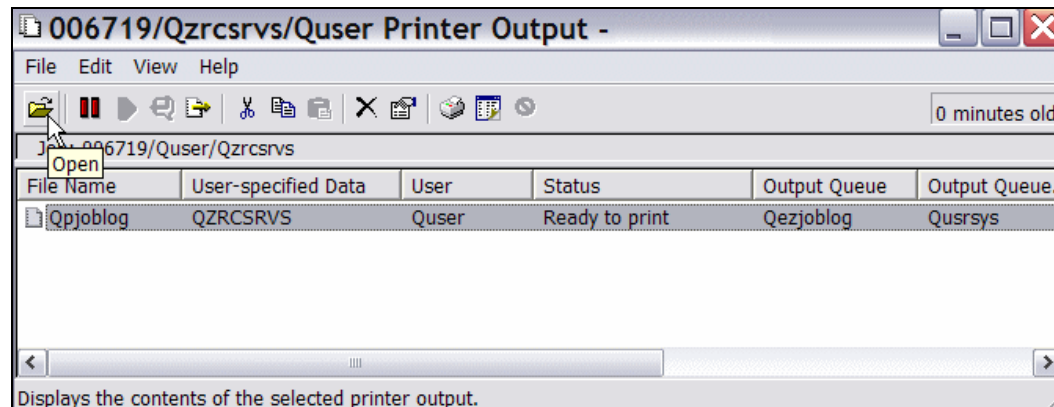 006719/Qzrcsrvs/Quser Printer Output -
File Edit View Help
0 minutes old
006719/Quser/Qzrcsrvs
Open
File Name User-specified Data User Status Output Queue Output Queue
Qpjoblog QZRCSRVS Quser Ready to print Qezjoblog Qusrsys
Displays the contents of the selected printer output.